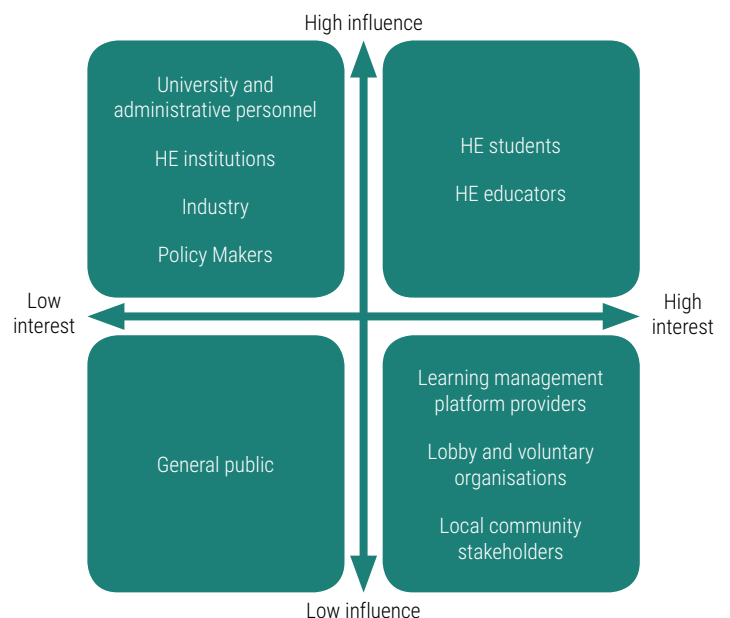 High influence
University and
administrative personnel
HE institutions
Industry
Policy Makers
HE students
HE educators
Low
interest
High
interest
General public
Learning management
platform providers
Lobby and voluntary
organisations
Local community
stakeholders
Low influence